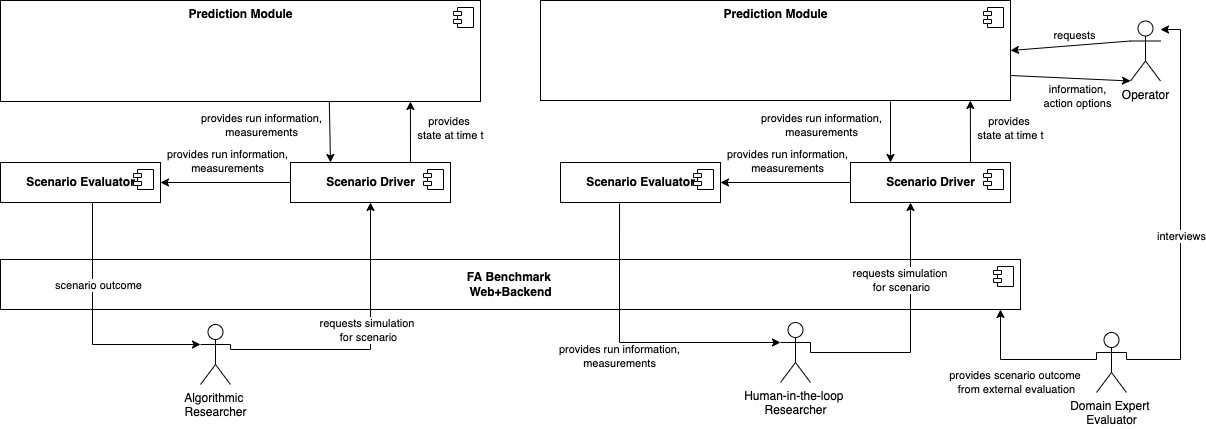 Prediction Module
Prediction Module
requests
information,
action options
Operator
provides run information,
measurements
provides
state at time t
provides run information,
measurements
provides
state at time t
provides run information,
measurements
provides run information,
measurements
Scenario Evaluator
Scenario Driver
Scenario Evaluator
Scenario Driver
interviews
FA Benchmark
Web+Backend
scenario outcome
requests simulation
for scenario
requests simulation
for scenario
provides run information,
measurements
provides scenario outcome
from external evaluation
Algorithmic
Researcher
Human-in-the-loop
Researcher
Domain Expert
Evaluator